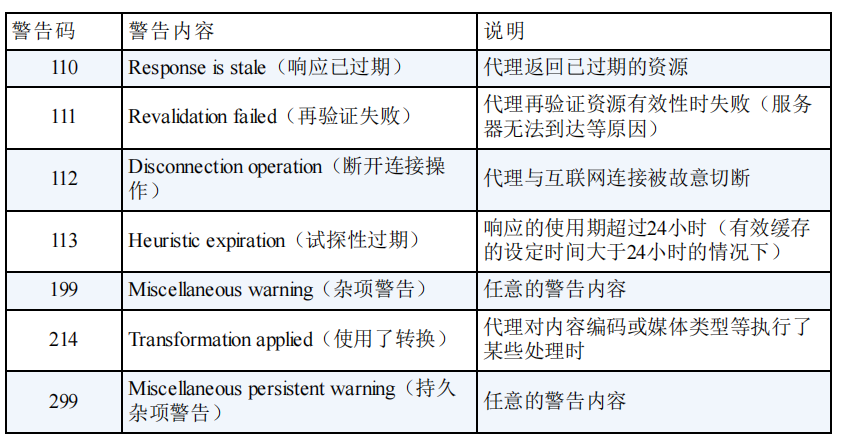 警告码 警告内容 说明
110 Response is stale（响应已过期） 代理返回已过期的资源
111 Revalidation failed（再验证失败） 代理再验证资源有效性时失败（服务
器无法到达等原因）
112 Disconnection operation（断开连接操
作） 代理与互联网连接被故意切断
113 Heuristic expiration（试探性过期） 响应的使用期超过24小时（有效缓存
的设定时间大于24小时的情况下）
199 Miscellaneous warning（杂项警告） 任意的警告内容
214 Transformation applied（使用了转换） 代理对内容编码或媒体类型等执行了
某些处理时
299 Miscellaneous persistent warning（持久
杂项警告） 任意的警告内容